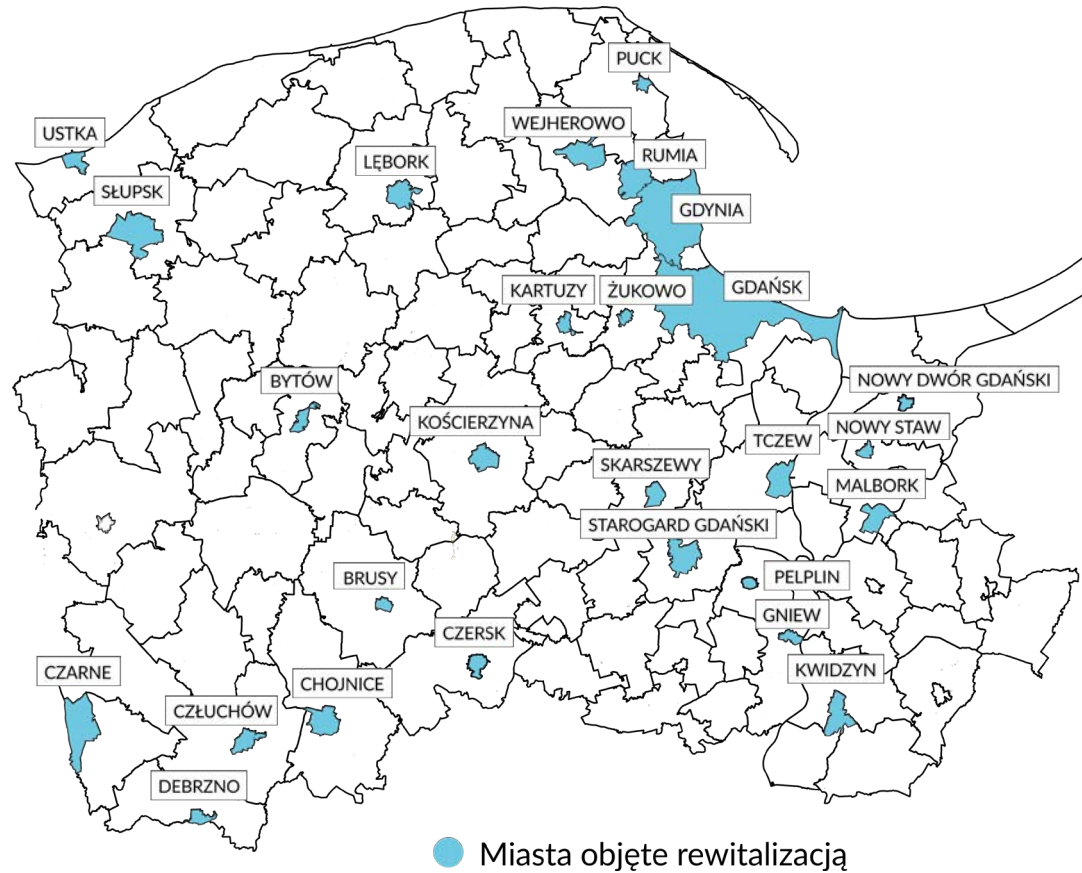 PUCK
WEJHEROWO
USTKA
RUMIA
LĘBORK
SŁUPSK
GDYNIA
KARTUZY
ŻUKOWO
GDAŃSK
BYTÓW
NOWY DWÓR GDAŃSKI
KOŚCIERZYNA
NOWY STAW
TCZEW
SKARSZEWY
MALBORK
STAROGARD GDAŃSKI
BRUSY
PELPLIN
GNIEW
CZERSK
CZARNE
KWIDZYN
CHOJNICE
CZŁUCHÓW
DEBRZNO
Miasta objęte rewitalizacją